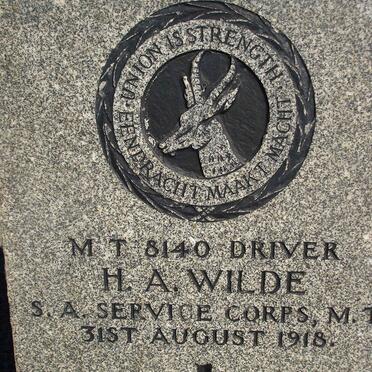 UNION IS STRENGTH
EENDRACHT MAAKT MACHT
M T 8140 DRIVER
H. A. WILDE
S. A. SERVICE CORPS, M. T
31ST AUGUST 1918.